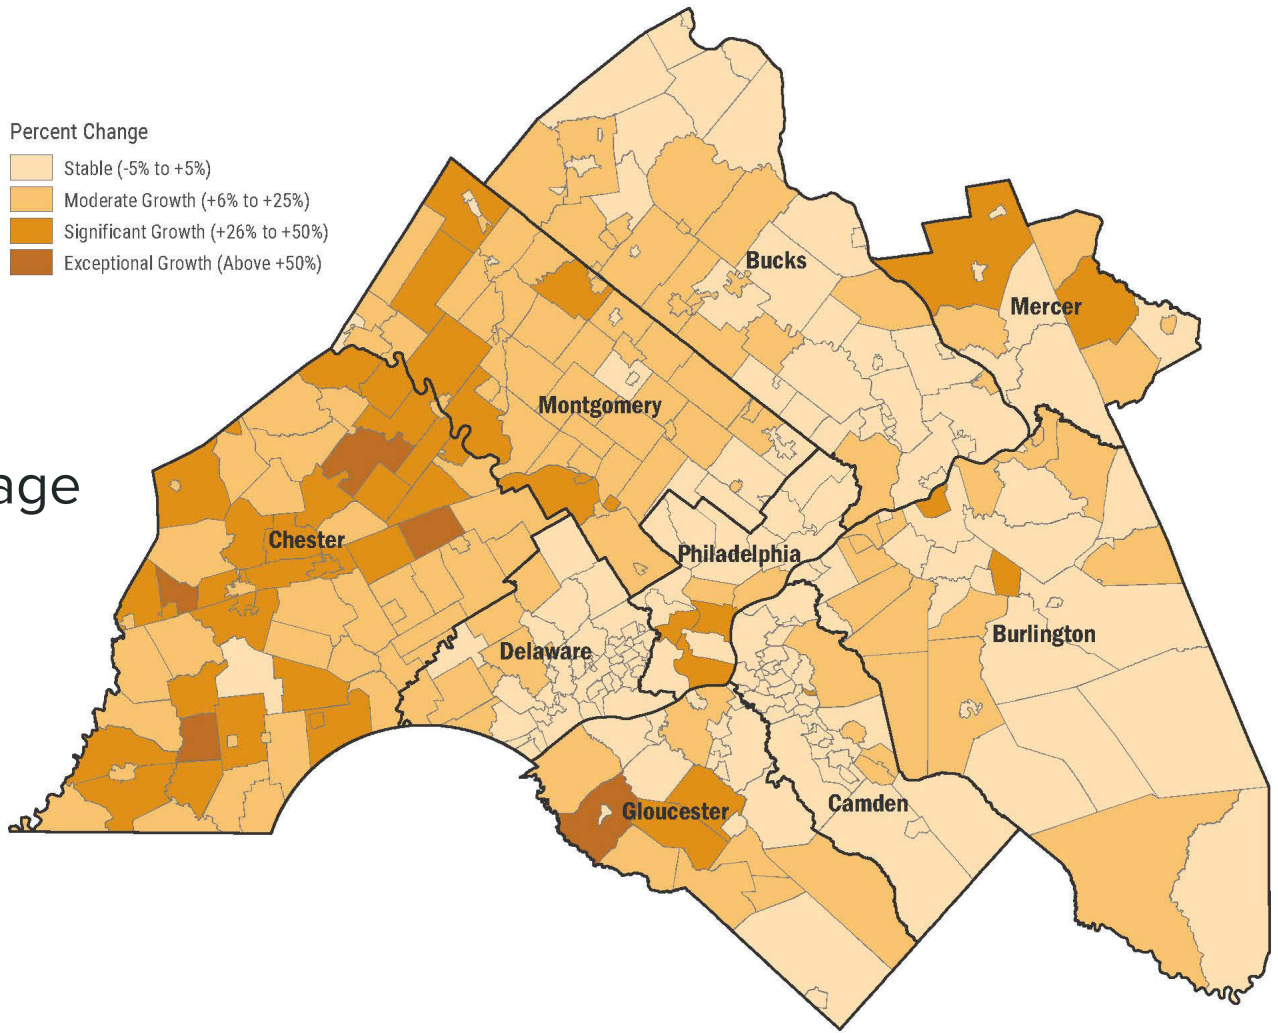 Percent Change
Stable (-5% to +5%)
Moderate Growth (+6% to +25%)
Significant Growth (+26% to +50%)
Exceptional Growth (Above +50%)
Bucks
Mercer
Montgomery
age
Chester
Philadelphia
Burlington
Delaware
Camden
Gloucester